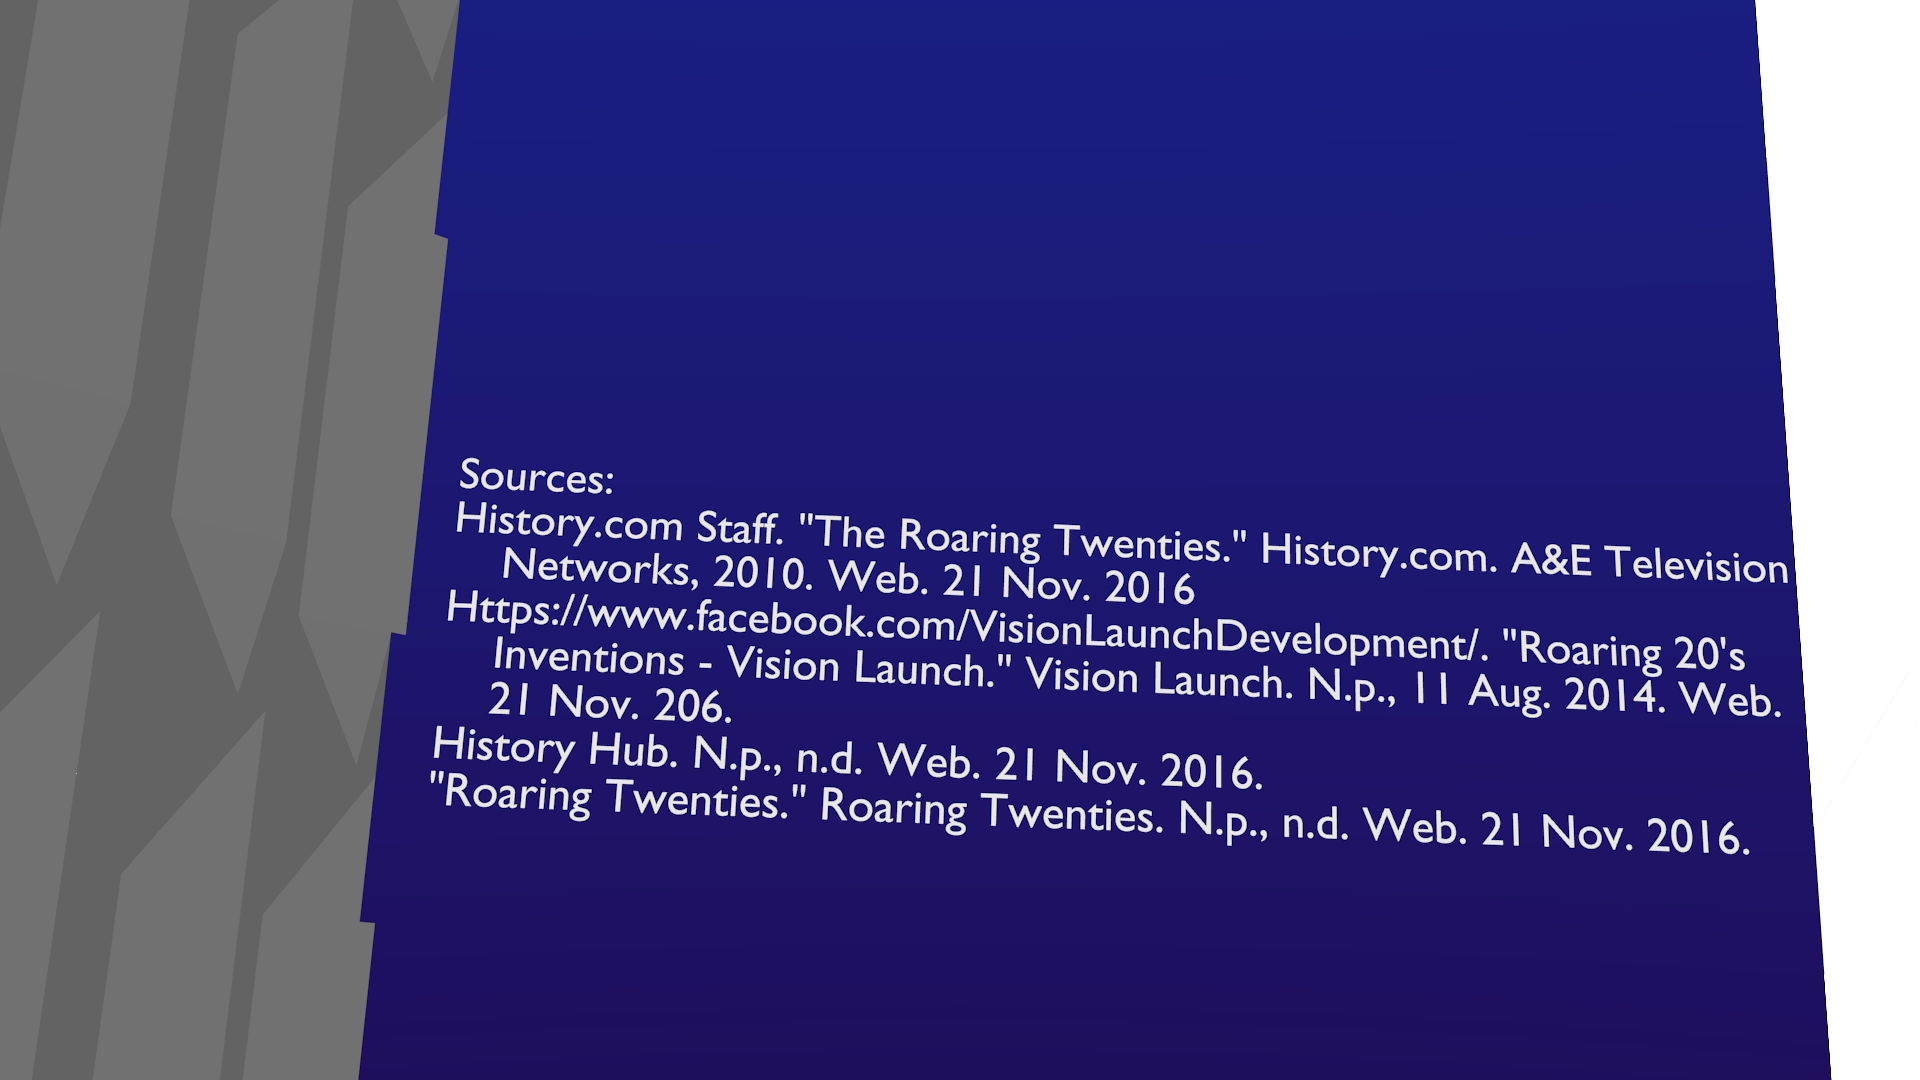 Sources:
History.com Staff. "The Roaring Twenties." History.com. A&E Television
Networks, 2010. Web. 21 Nov. 2016
Https://www.facebook.com/VisionLaunchDevelopment/. "Roaring 20's
Inventions - Vision Launch." Vision Launch. N.p., 11 Aug. 2014. Web.
21 Nov. 206.
History Hub. N.p., n.d. Web. 21 Nov. 2016.
"Roaring Twenties." Roaring Twenties. N.p., n.d. Web. 21 Nov. 2016.